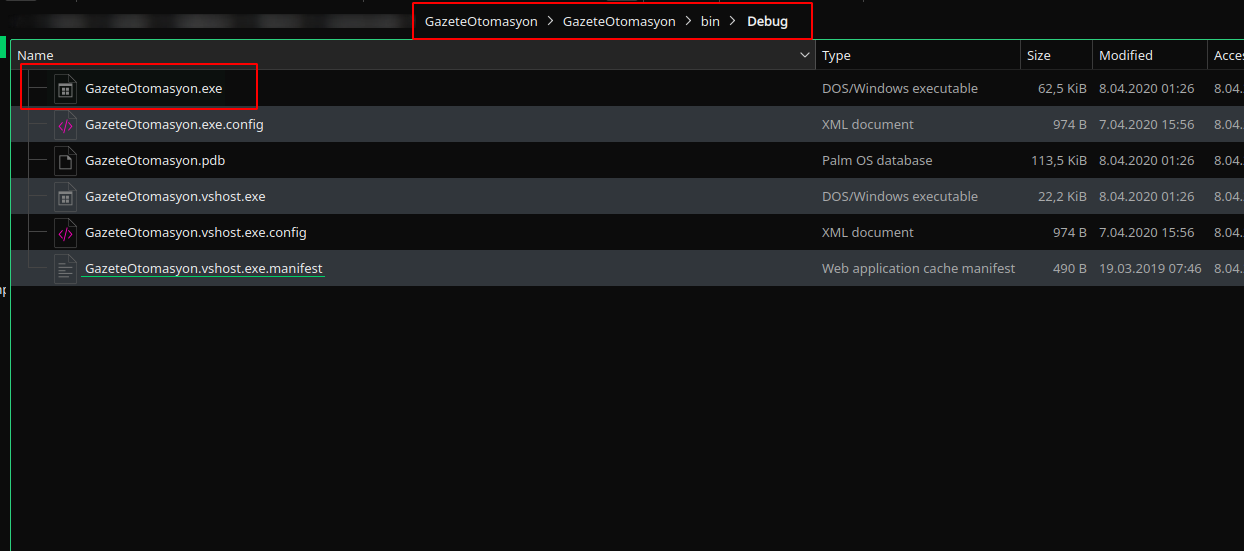 GazeteOtomasyon > GazeteOtomasyon > bin > Debug
Name Type Size Modified Acces
GazeteOtomasyon.exe DOS/Windows executable 62,5 KiB 8.04.2020 01:26 8.04.
GazeteOtomasyon.exe.config XML document 974 B 7.04.2020 15:56 8.04.
GazeteOtomasyon.pdb Palm OS database 113,5 KiB 8.04.2020 01:26 8.04.
GazeteOtomasyon.vshost.exe DOS/Windows executable 22,2 KiB 8.04.2020 01:26 8.04.
GazeteOtomasyon.vshost.exe.config XML document 974 B 7.04.2020 15:56 8.04.
GazeteOtomasyon.vshost.exe.manifest Web application cache manifest 490 B 19.03.2019 07:46 8.04.